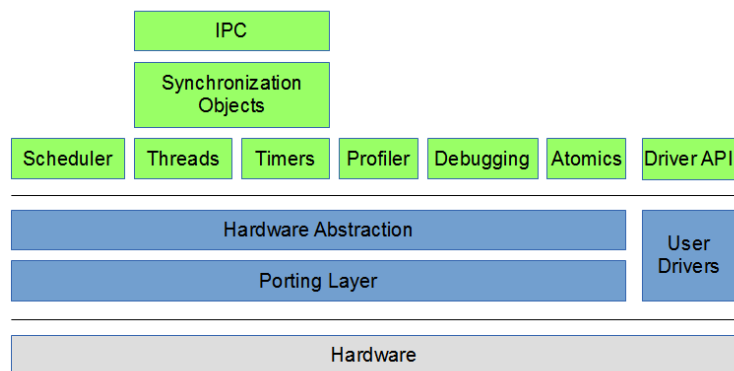 IPC
Synchronization
Objects
Scheduler
Threads
Timers
Profiler
Debugging
Atomics
Driver API
Hardware Abstraction
User
Drivers
Porting Layer
Hardware